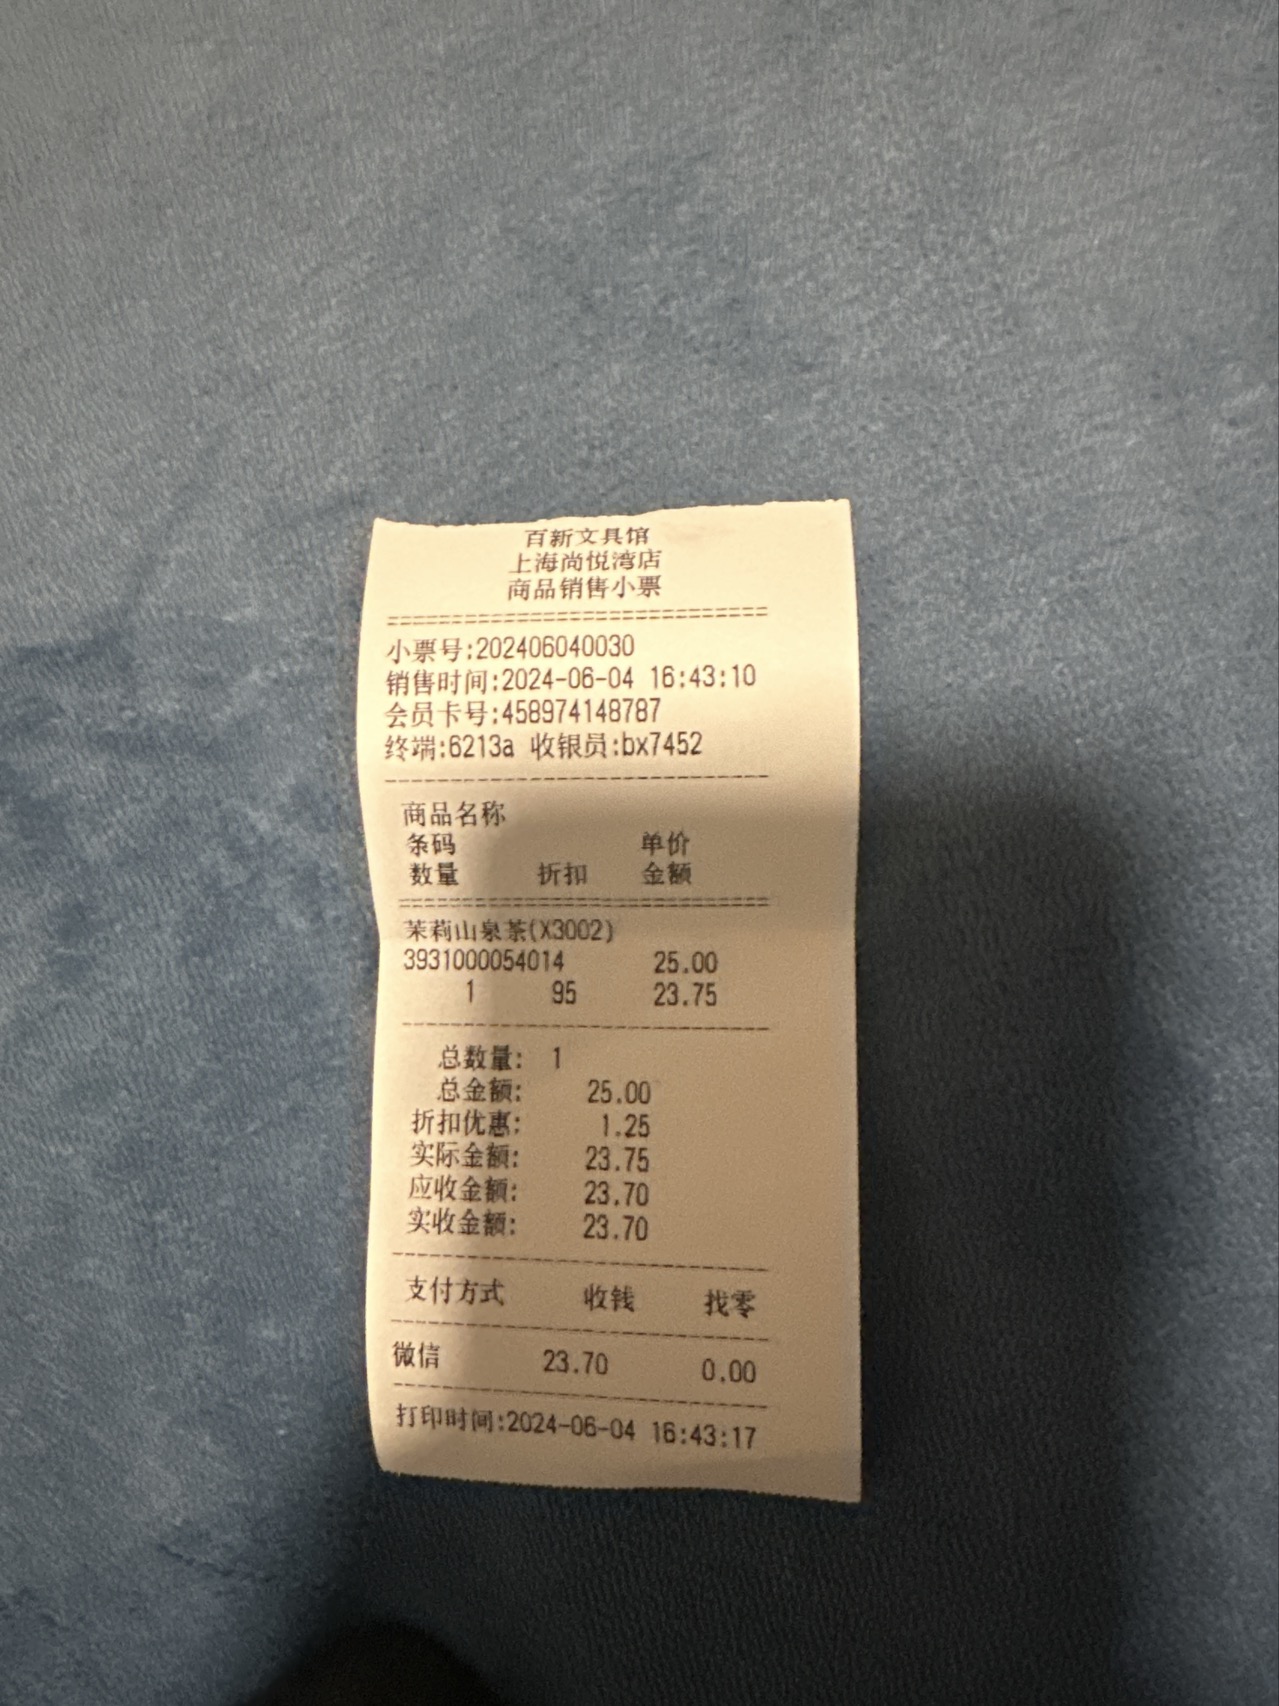 百新文具馆
上海尚悦湾店
商品销售小票
==============================
小票号:202406040030
销售时间:2024-06-04 16:43:10
会员卡号:458974148787
终端:6213a 收银员:bx7452
------------------------------
商品名称
条码 单价
数量 折扣 金额
==============================
茉莉山泉茶(X3002)
3931000054014 25.00
1 95 23.75
------------------------------
总数量: 1
总金额: 25.00
折扣优惠: 1.25
实际金额: 23.75
应收金额: 23.70
实收金额: 23.70
------------------------------
支付方式 收钱 找零
------------------------------
微信 23.70 0.00
------------------------------
打印时间:2024-06-04 16:43:17